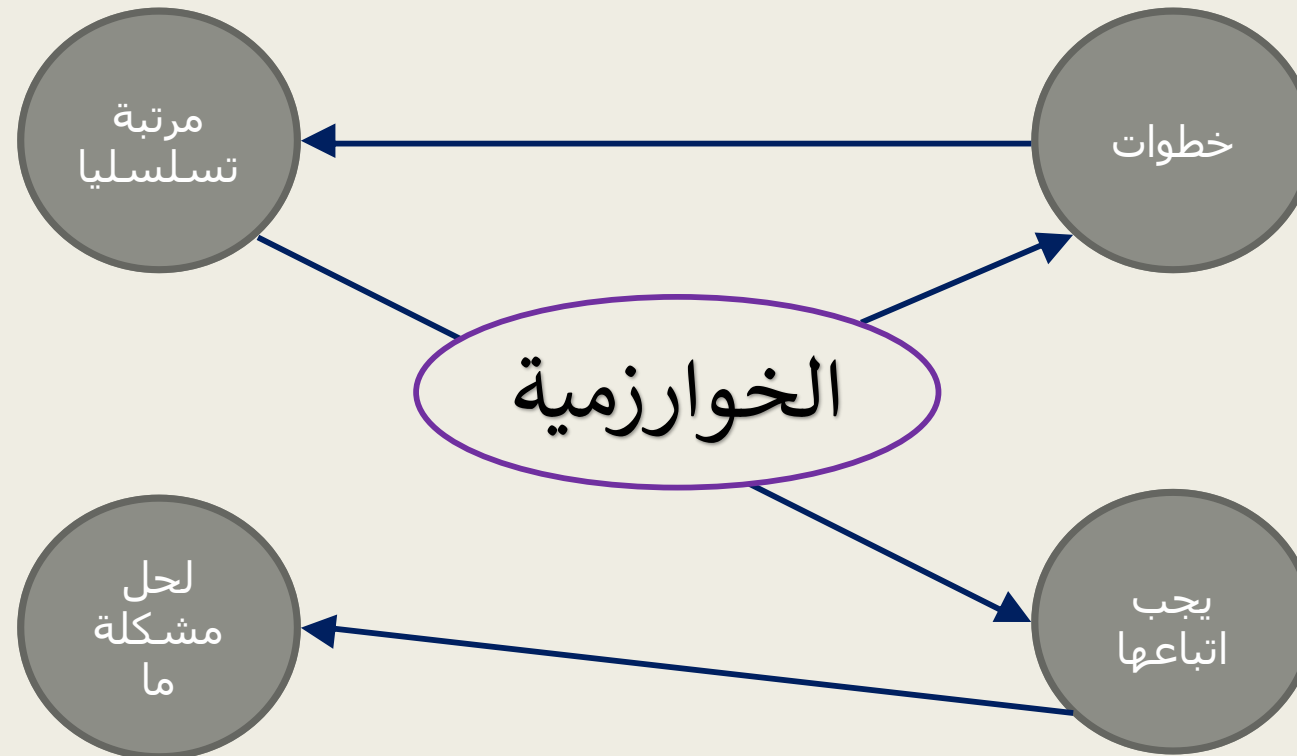 خطوات
مرتبة
تسلسليا
الخوارزمية
يجب
اتباعها
لحل
مشكلة
ما